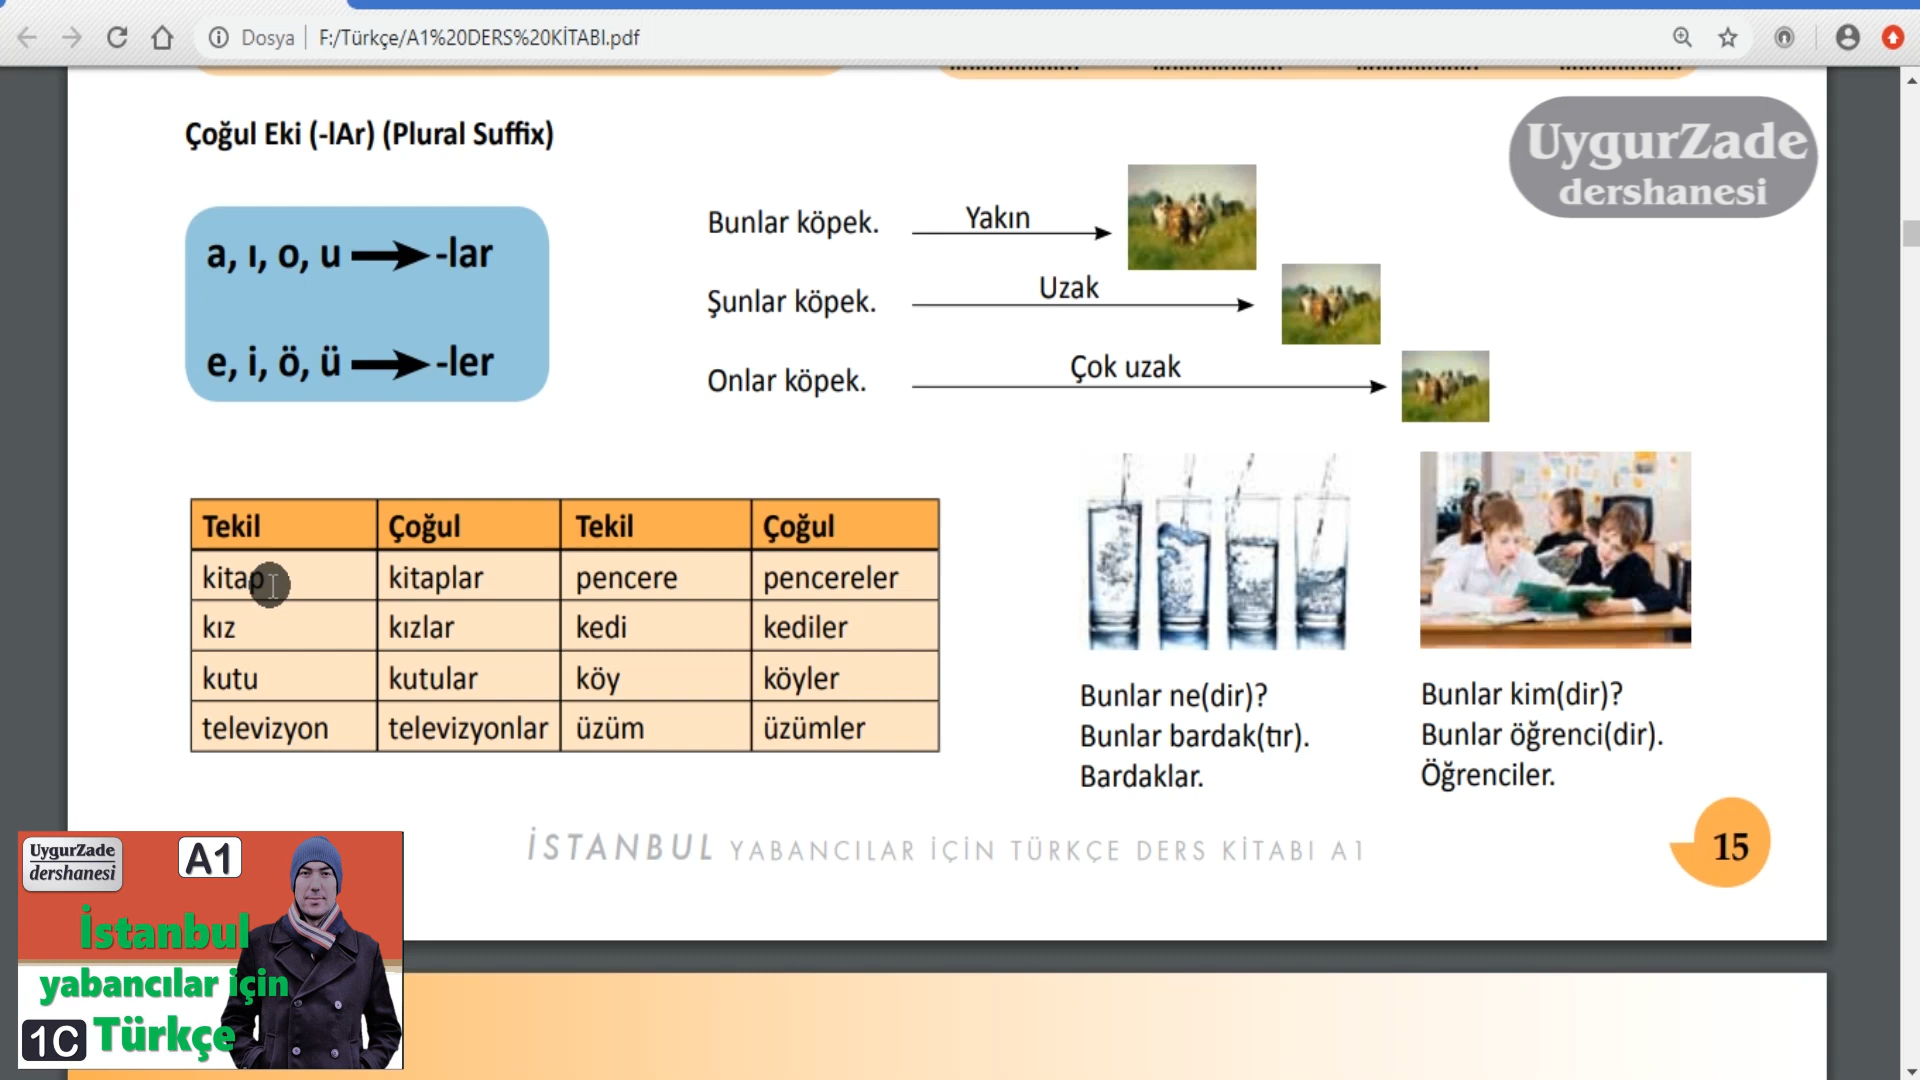 Dosya F:/Türkçe/A1%20DERS%20KİTABI.pdf
Çoğul Eki (-lAr) (Plural Suffix)
UygurZade
dershanesi
a, ı, o, u -lar
e, i, ö, ü -ler
Bunlar köpek. Yakın
Şunlar köpek. Uzak
Onlar köpek. Çok uzak
Tekil Çoğul Tekil Çoğul
kitap kitaplar pencere pencereler
kız kızlar kedi kediler
kutu kutular köy köyler
televizyon televizyonlar üzüm üzümler
Bunlar ne(dir)?
Bunlar bardak(tır).
Bardaklar.
Bunlar kim(dir)?
Bunlar öğrenci(dir).
Öğrenciler.
İSTANBUL YABANCILAR İÇİN TÜRKÇE DERS KİTABI A1
15
UygurZade
dershanesi
A1
İstanbul
yabancılar için
1C Türkçe